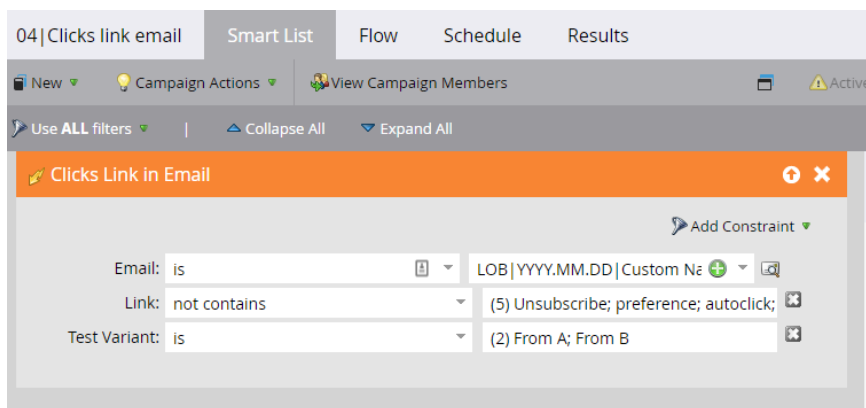 04|Clicks link email Smart List Flow Schedule Results
New Campaign Actions View Campaign Members Active
Use ALL filters | Collapse All Expand All
Clicks Link in Email
Add Constraint
Email: is LOB|YYYY.MM.DD|Custom Na
Link: not contains (5) Unsubscribe; preference; autoclick;
Test Variant: is (2) From A; From B